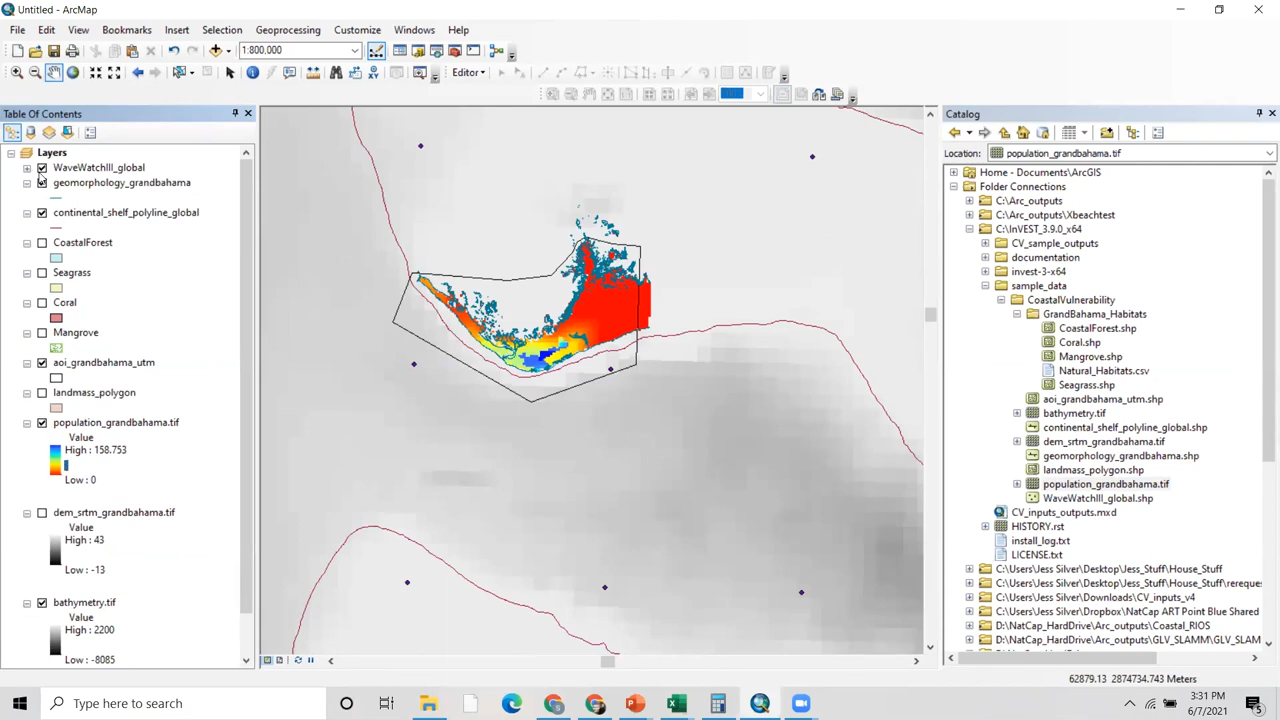 Untitled - ArcMap
File Edit View Bookmarks Insert Selection Geoprocessing Customize Windows Help
1:800,000
Editor
Table Of Contents
Layers
WaveWatchIII_global
geomorphology_grandbahama
continental_shelf_polyline_global
CoastalForest
Seagrass
Coral
Mangrove
aoi_grandbahama_utm
landmass_polygon
population_grandbahama.tif
Value
High : 158.753
Low : 0
dem_srtm_grandbahama.tif
Value
High : 43
Low : -13
bathymetry.tif
Value
High : 2200
Low : -8085
Catalog
Location: population_grandbahama.tif
Home - Documents\ArcGIS
Folder Connections
C:\Arc_outputs
C:\Arc_outputs\Xbeachtest
C:\InVEST_3.9.0_x64
CV_sample_outputs
documentation
invest-3-x64
sample_data
CoastalVulnerability
GrandBahama_Habitats
CoastalForest.shp
Coral.shp
Mangrove.shp
Natural_Habitats.csv
Seagrass.shp
aoi_grandbahama_utm.shp
bathymetry.tif
continental_shelf_polyline_global.shp
dem_srtm_grandbahama.tif
geomorphology_grandbahama.shp
landmass_polygon.shp
population_grandbahama.tif
WaveWatchIII_global.shp
CV_inputs_outputs.mxd
HISTORY.rst
install_log.txt
LICENSE.txt
C:\Users\Jess Silver\Desktop\Jess_Stuff\House_Stuff
C:\Users\Jess Silver\Desktop\Jess_Stuff\House_Stuff\rereque
C:\Users\Jess Silver\Downloads\CV_inputs_v4
C:\Users\Jess Silver\Dropbox\NatCap ART Point Blue Shared
D:\NatCap_HardDrive\Arc_outputs\Coastal_RIOS
D:\NatCap_HardDrive\Arc_outputs\GLV_SLAMM\GLV_SLAM
62879.13 2874734.743 Meters
Type here to search
3:31 PM
6/7/2021
5